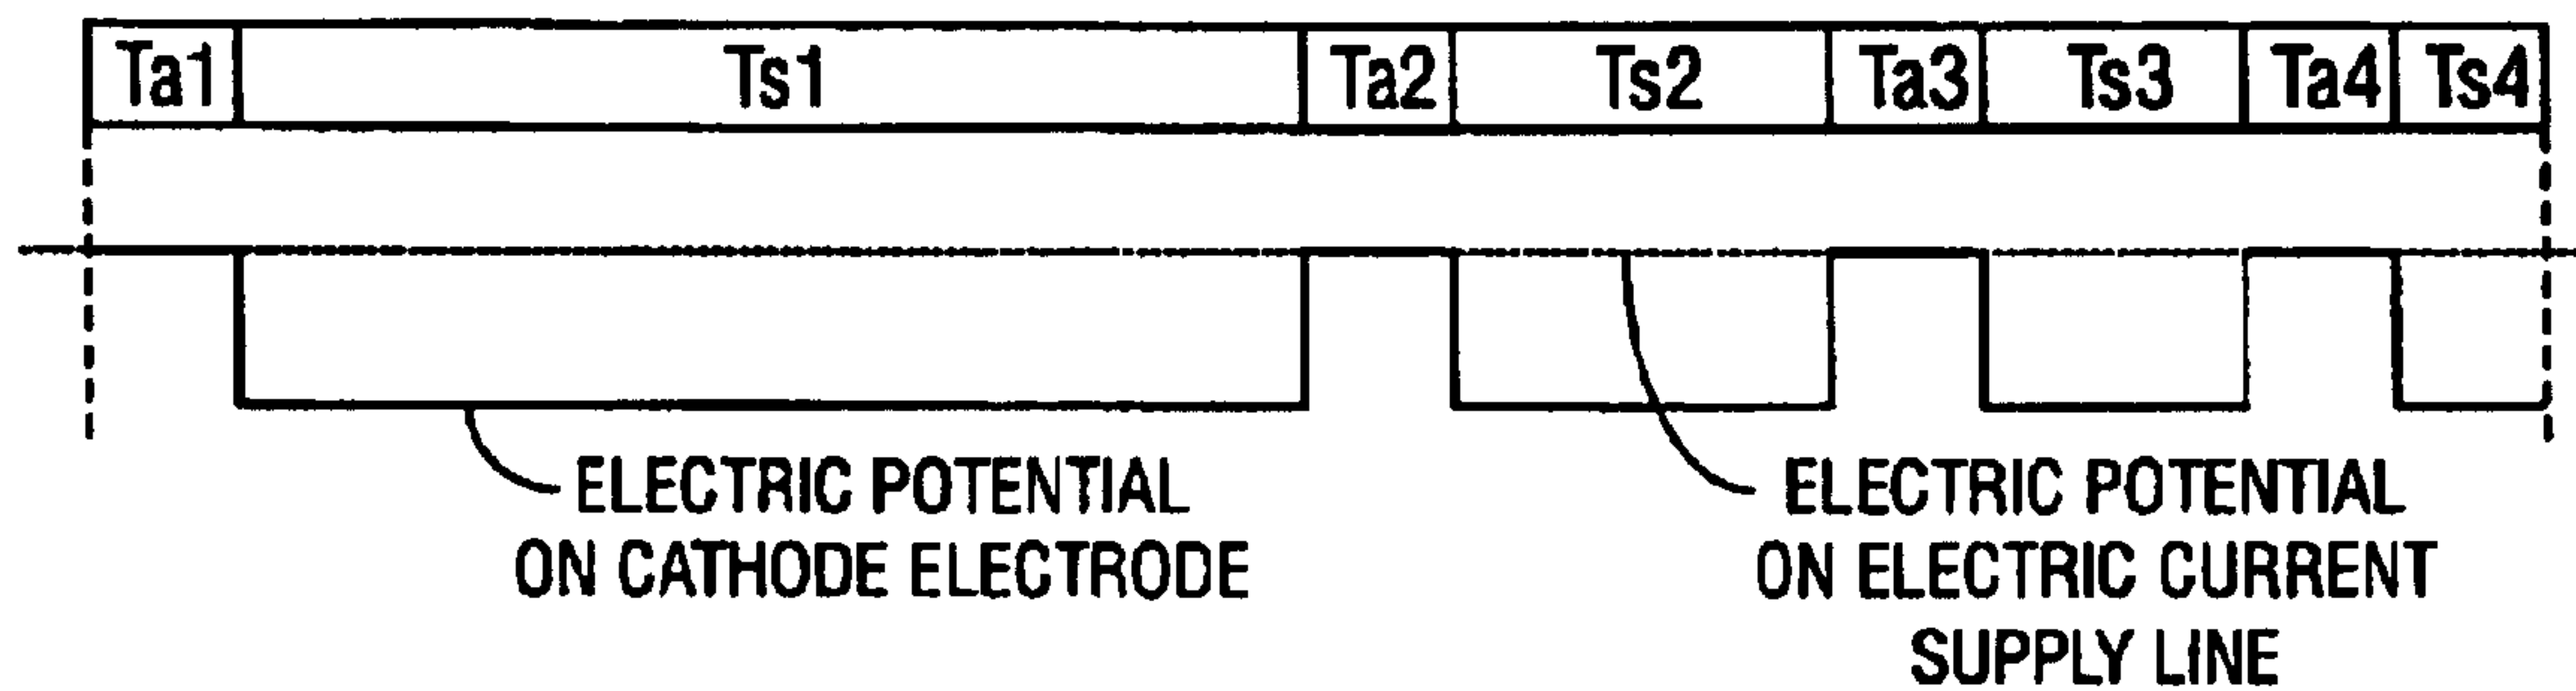 Ta1 Ts1 Ta2 Ts2 Ta3 Ts3 Ta4 Ts4
ELECTRIC POTENTIAL
ON CATHODE ELECTRODE
ELECTRIC POTENTIAL
ON ELECTRIC CURRENT
SUPPLY LINE